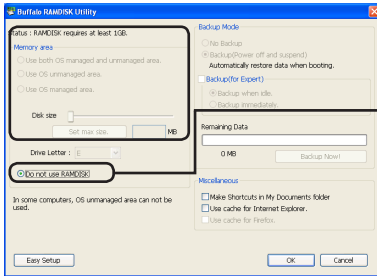 Buffalo RAMDISK Utility
Status : RAMDISK requires at least 1GB.
Memory area
Use both OS managed and unmanaged area.
Use OS unmanaged area.
Use OS managed area.
Disk size
Set max size.
MB
Drive Letter : E
Do not use RAMDISK
In some computers, OS unmanaged area can not be
used.
Easy Setup
Backup Mode
No Backup
Backup(Power off and suspend)
Automatically restore data when booting.
Backup(for Expert)
Backup when idle.
Backup immediately.
Remaining Data
0 MB
Backup Now!
Miscellaneous
Make Shortcuts in My Documents folder
Use cache for Internet Explorer.
Use cache for Firefox.
OK
Cancel